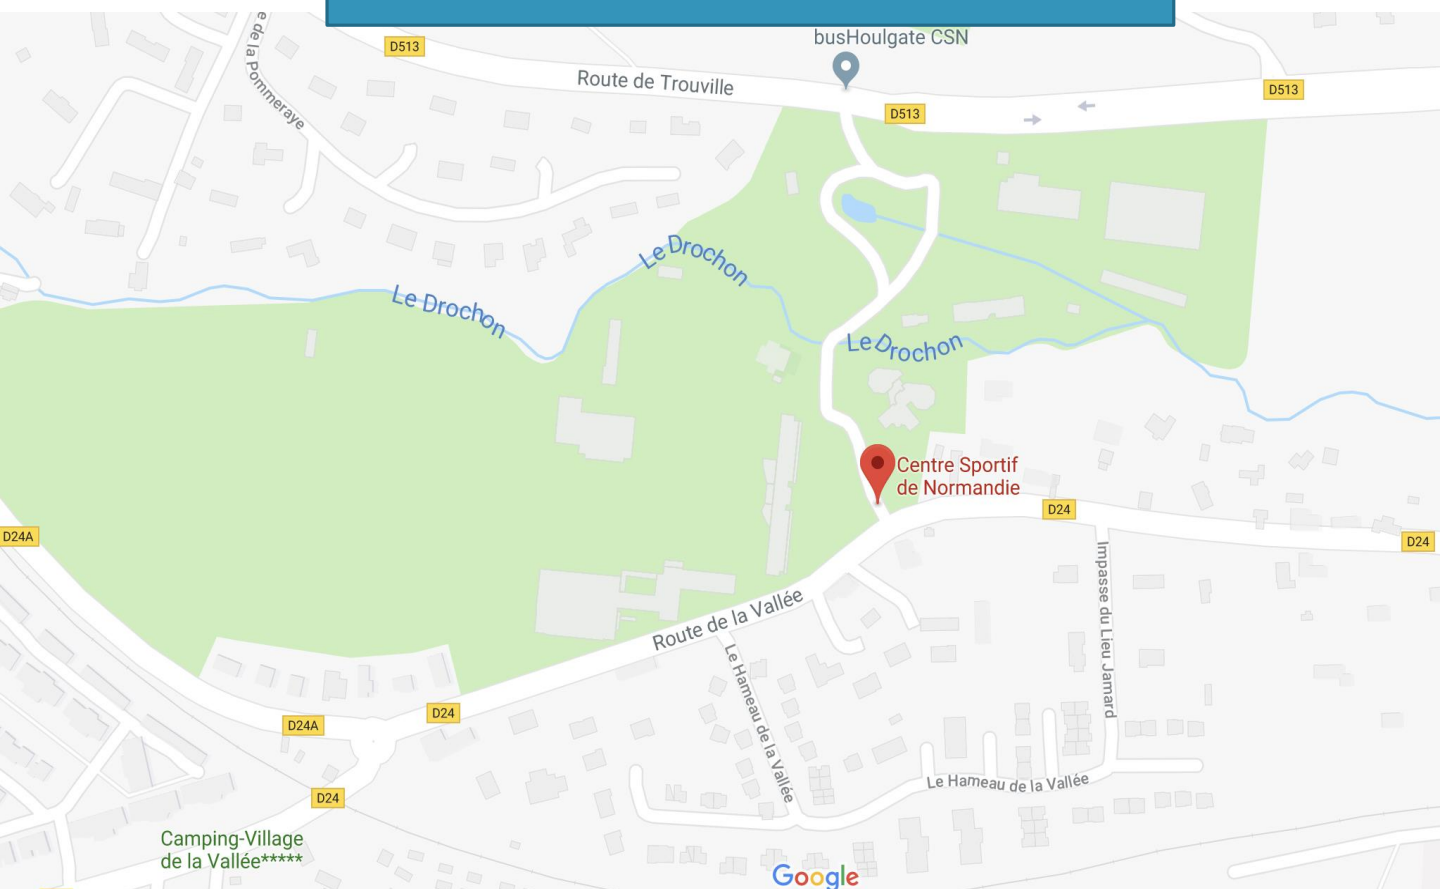 busHoulgate CSN
D513
e de la Pommeraye
Route de Trouville
D513
D513
Le Drochon
Le Drochon
Le Drochon
Centre Sportif
de Normandie
D24
D24A
D24
Impasse du Lieu Jamard
Route de la Vallée
Le Hameau de la Vallée
D24
D24A
Le Hameau de la Vallée
D24
Camping-Village
de la Vallée*****
Google